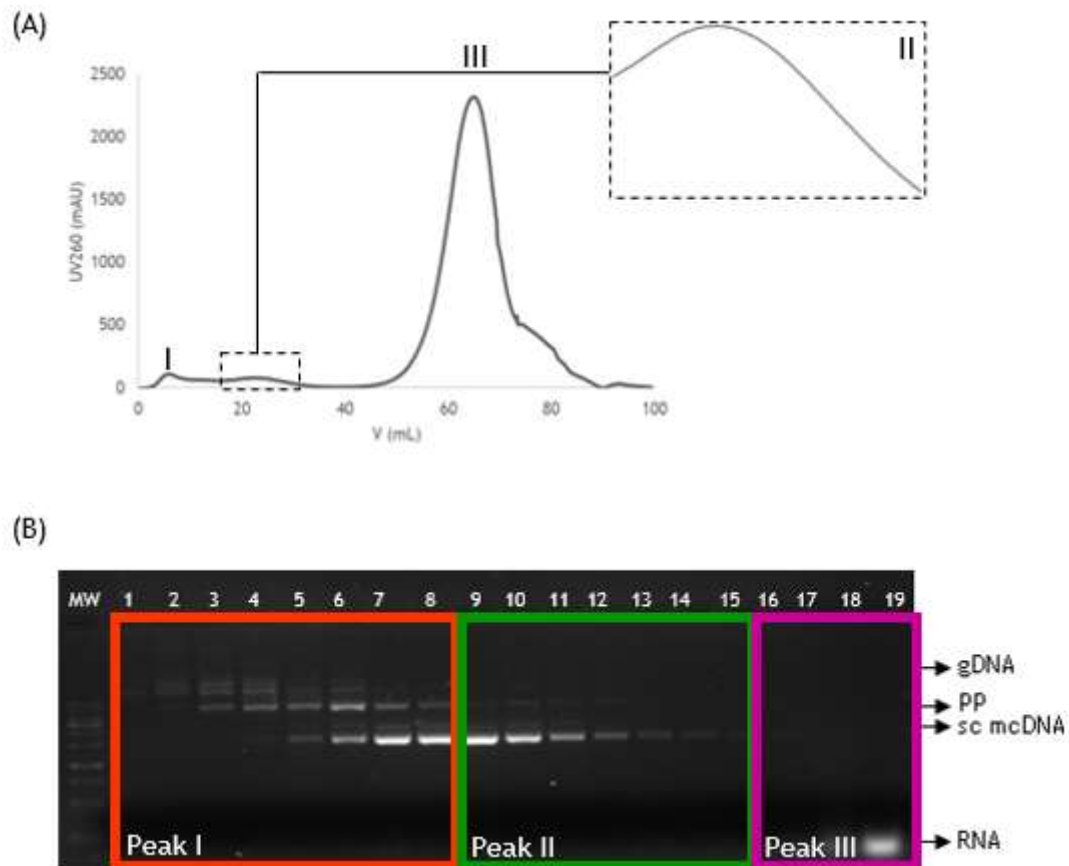 (A)
III
II
2500
2000
1500
1000
500
0
UV260 (mAU)
I
0 20 40 60 80 100
V (mL)
(B)
MW 1 2 3 4 5 6 7 8 9 10 11 12 13 14 15 16 17 18 19
gDNA
PP
sc mcDNA
RNA
Peak I Peak II Peak III